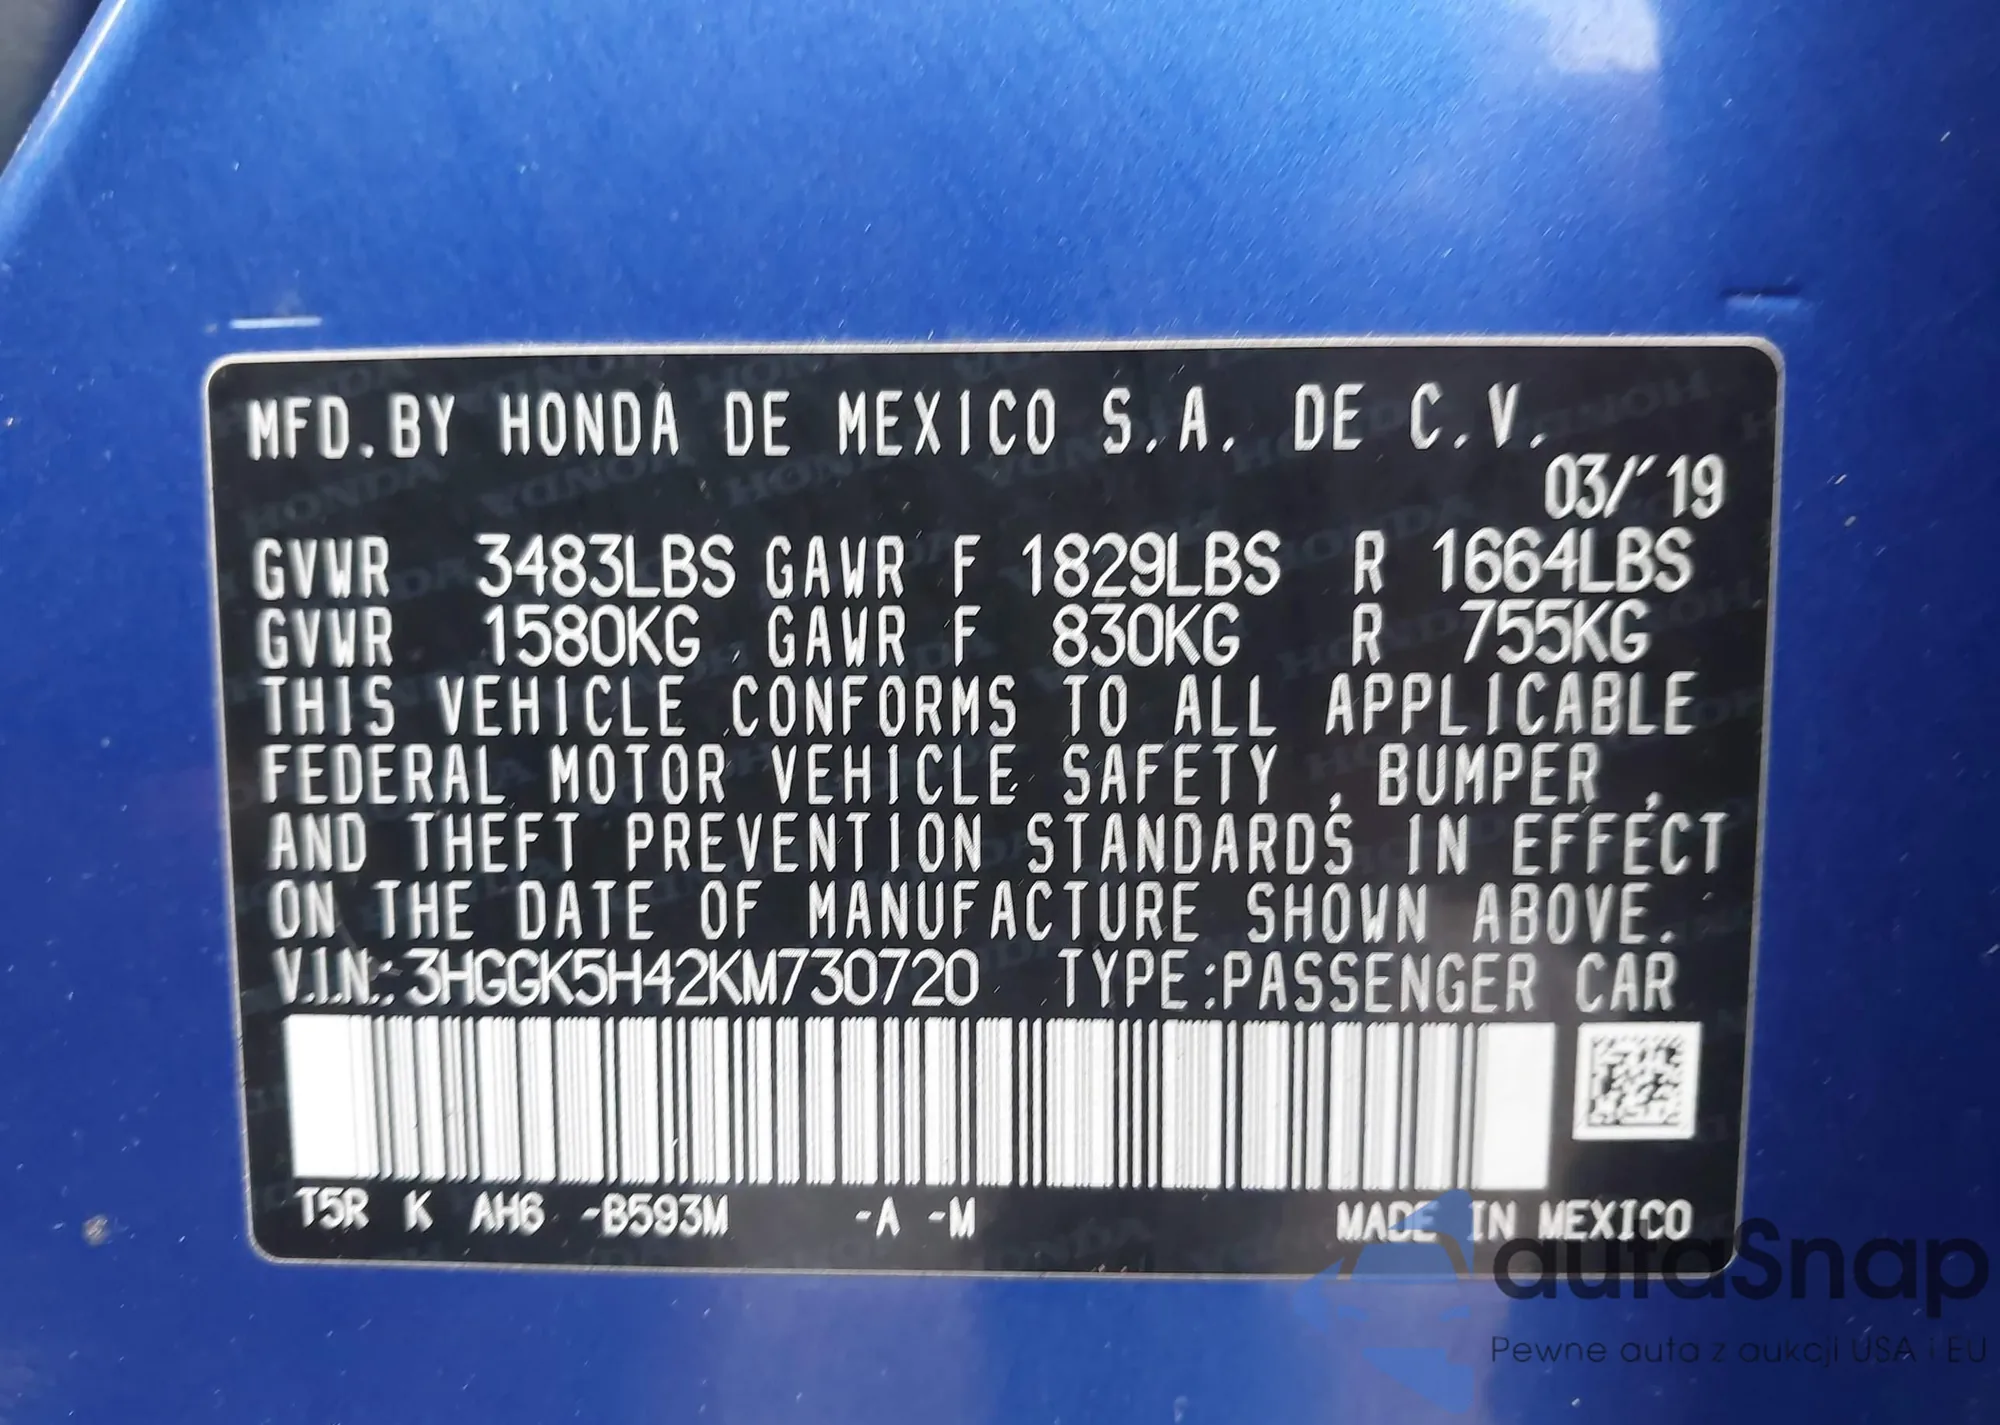 MFD.BY HONDA DE MEXICO S.A. DE C.V.
03/'19
GVWR 3483LBS GAWR F 1829LBS R 1664LBS
GVWR 1580KG GAWR F 830KG R 755KG
THIS VEHICLE CONFORMS TO ALL APPLICABLE
FEDERAL MOTOR VEHICLE SAFETY , BUMPER ,
AND THEFT PREVENTION STANDARDS IN EFFECT
ON THE DATE OF MANUFACTURE SHOWN ABOVE.
V.I.N.: 3HGGK5H42KM730720 TYPE:PASSENGER CAR
T5R K AH6 -B593M -A -M MADE IN MEXICO
autaSnap
Pewne auta z aukcji USA i EU